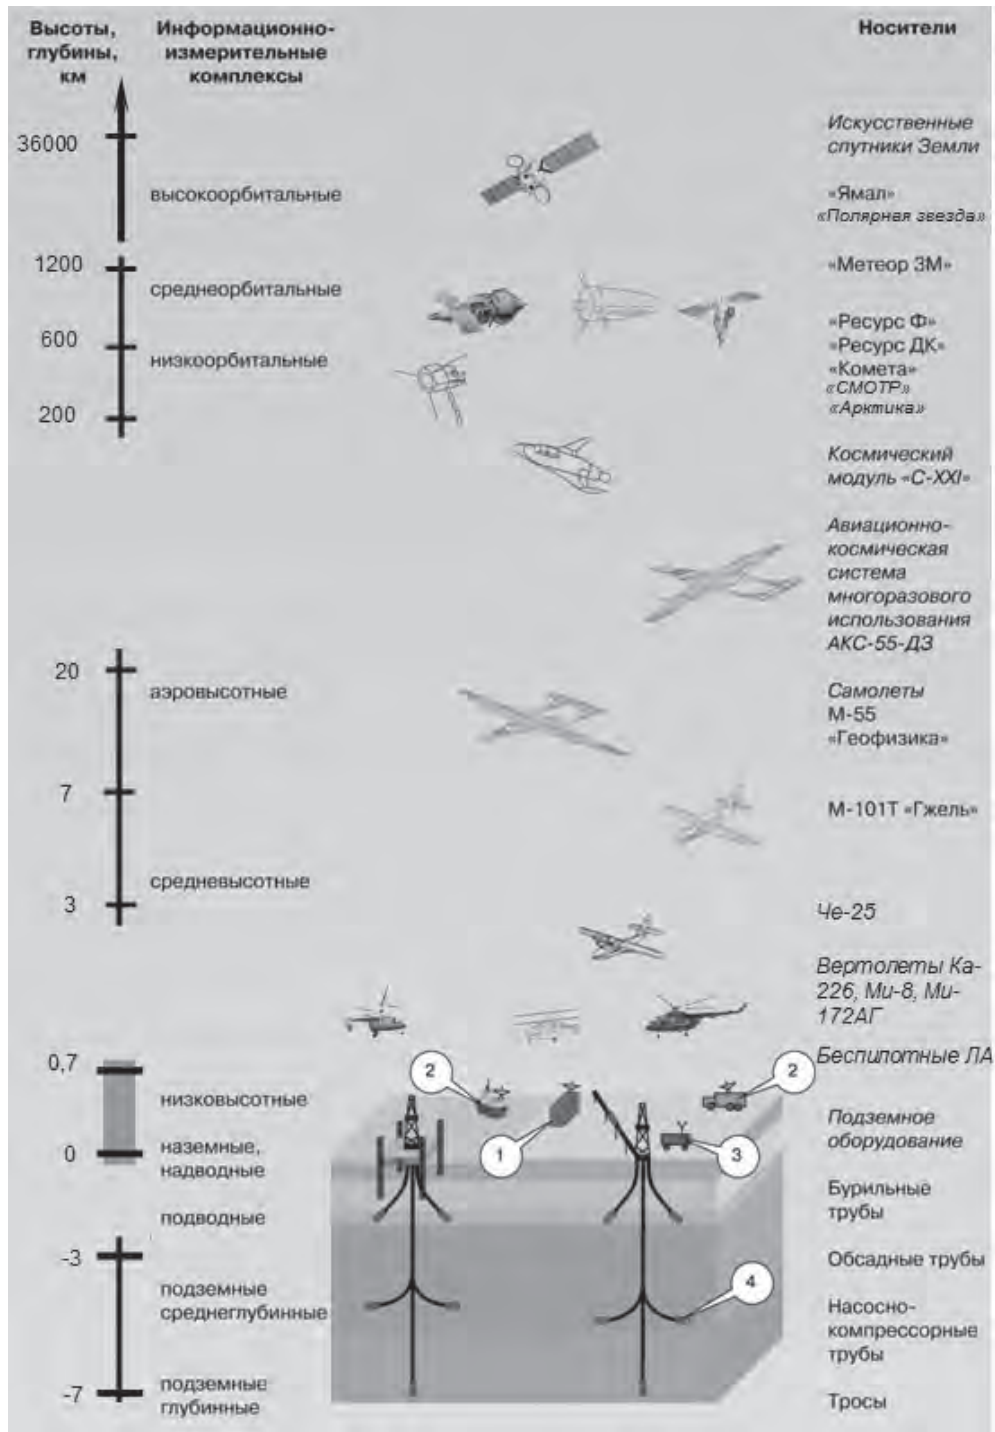 Высоты,
глубины,
км
Информационно-
измерительные
комплексы
Носители
36000
Искусственные
спутники Земли
высокоорбитальные
«Ямал»
«Полярная звезда»
1200
«Метеор 3М»
среднеорбитальные
«Ресурс Ф»
600
«Ресурс ДК»
низкоорбитальные
«Комета»
«СМОТР»
«Арктика»
200
Космический
модуль «С-XXI»
Авиационно-
космическая
система
многоразового
использования
АКС-55-ДЗ
20
аэровысотные
Самолеты
М-55
«Геофизика»
7
М-101Т «Гжель»
средневысотные
3
Че-25
Вертолеты Ка-
226, Ми-8, Ми-
172АГ
0,7
Беспилотные ЛА
2
2
низковысотные
Подземное
оборудование
0
наземные,
надводные
1
3
Бурильные
трубы
подводные
-3
Обсадные трубы
4
подземные
среднеглубинные
Насосно-
компрессорные
трубы
-7
подземные
глубинные
Тросы